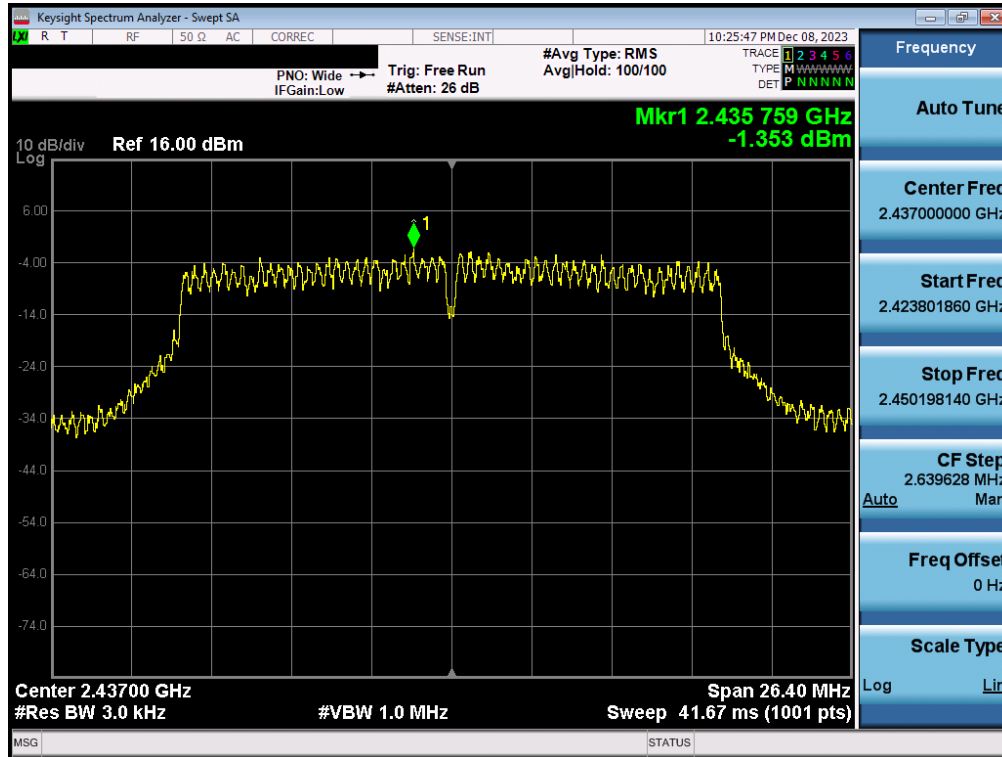 Keysight Spectrum Analyzer - Swept SA
LXI R T RF 50 Ω AC CORREC SENSE:INT 10:25:47 PM Dec 08, 2023
PNO: Wide
IFGain:Low
Trig: Free Run
#Atten: 26 dB
#Avg Type: RMS
Avg|Hold: 100/100
TRACE 1 2 3 4 5 6
TYPE M WWWWW
DET P N N N N N
Mkr1 2.435 759 GHz
-1.353 dBm
10 dB/div Ref 16.00 dBm
Log
1
6.00
-4.00
-14.0
-24.0
-34.0
-44.0
-54.0
-64.0
-74.0
Center 2.43700 GHz Span 26.40 MHz
#Res BW 3.0 kHz #VBW 1.0 MHz Sweep 41.67 ms (1001 pts)
MSG STATUS
Frequency
Auto Tune
Center Freq
2.437000000 GHz
Start Freq
2.423801860 GHz
Stop Freq
2.450198140 GHz
CF Step
2.639628 MHz
Auto Man
Freq Offset
0 Hz
Scale Type
Log Lin